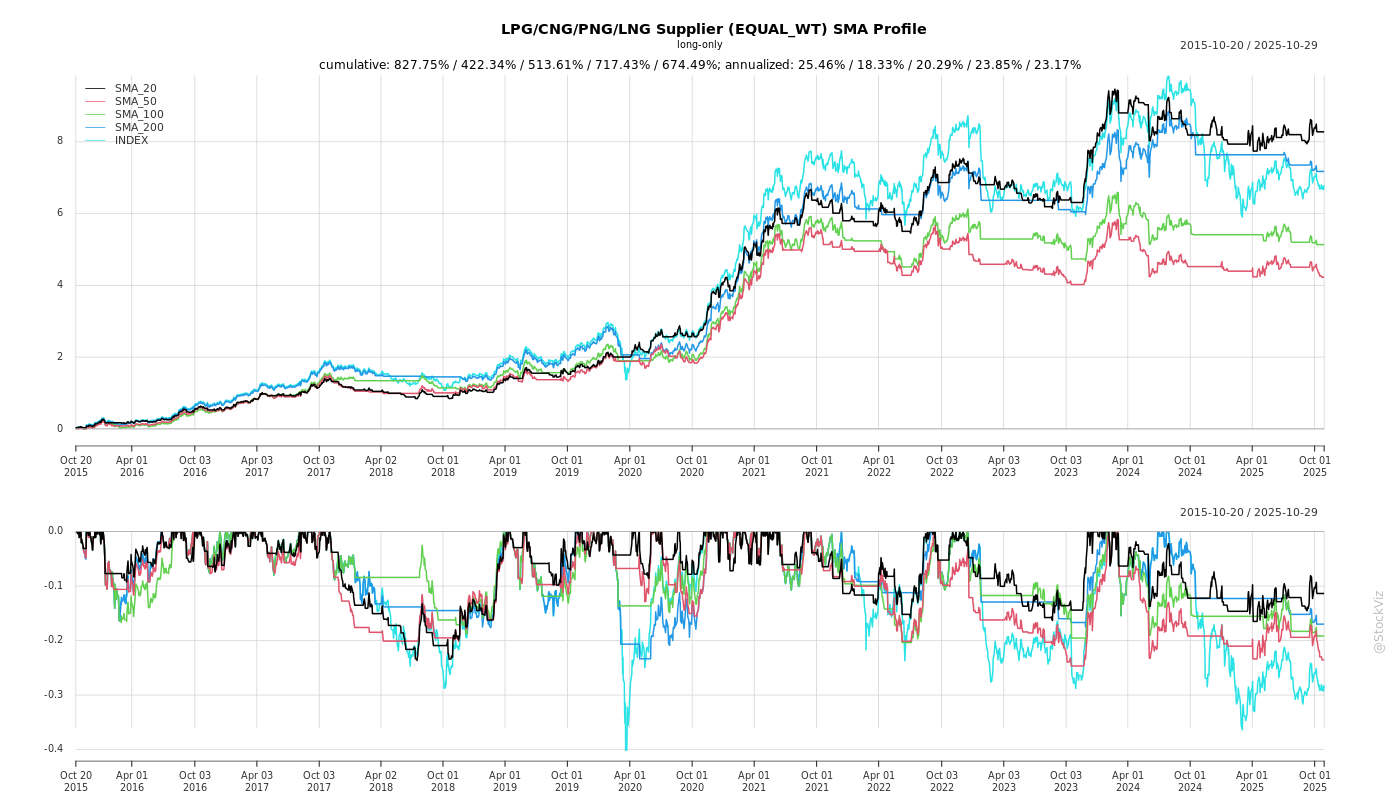 LPG/CNG/PNG/LNG Supplier (EQUAL_WT) SMA Profile
long-only
2015-10-20 / 2025-10-29
cumulative: 827.75% / 422.34% / 513.61% / 717.43% / 674.49%; annualized: 25.46% / 18.33% / 20.29% / 23.85% / 23.17%
SMA_20
SMA_50
SMA_100
SMA_200
INDEX
8
6
4
2
0
Oct 20 Apr 01 Oct 03 Apr 03 Oct 03 Apr 02 Oct 01 Apr 01 Oct 01 Apr 01 Oct 01 Apr 01 Oct 01 Apr 01 Oct 03 Apr 03 Oct 03 Apr 01 Oct 01 Apr 01 Oct 01
2015 2016 2016 2017 2017 2018 2018 2019 2019 2020 2020 2021 2021 2022 2022 2023 2023 2024 2024 2025 2025
2015-10-20 / 2025-10-29
0.0
-0.1
-0.2
-0.3
-0.4
Oct 20 Apr 01 Oct 03 Apr 03 Oct 03 Apr 02 Oct 01 Apr 01 Oct 01 Apr 01 Oct 01 Apr 01 Oct 01 Apr 01 Oct 03 Apr 03 Oct 03 Apr 01 Oct 01 Apr 01 Oct 01
2015 2016 2016 2017 2017 2018 2018 2019 2019 2020 2020 2021 2021 2022 2022 2023 2023 2024 2024 2025 2025
@StockViz